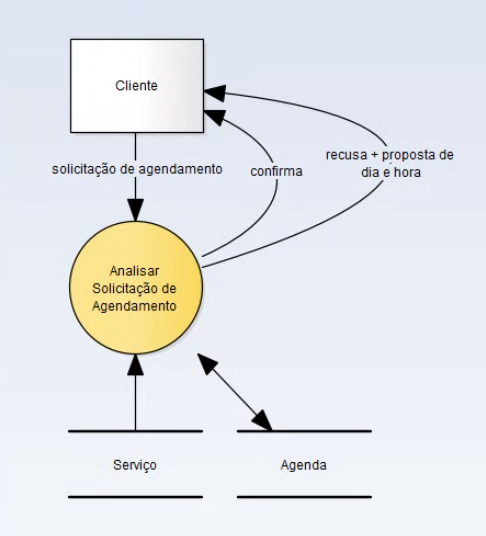 Cliente
solicitação de agendamento
confirma
recusa + proposta de
dia e hora
Analisar
Solicitação de
Agendamento
Serviço
Agenda